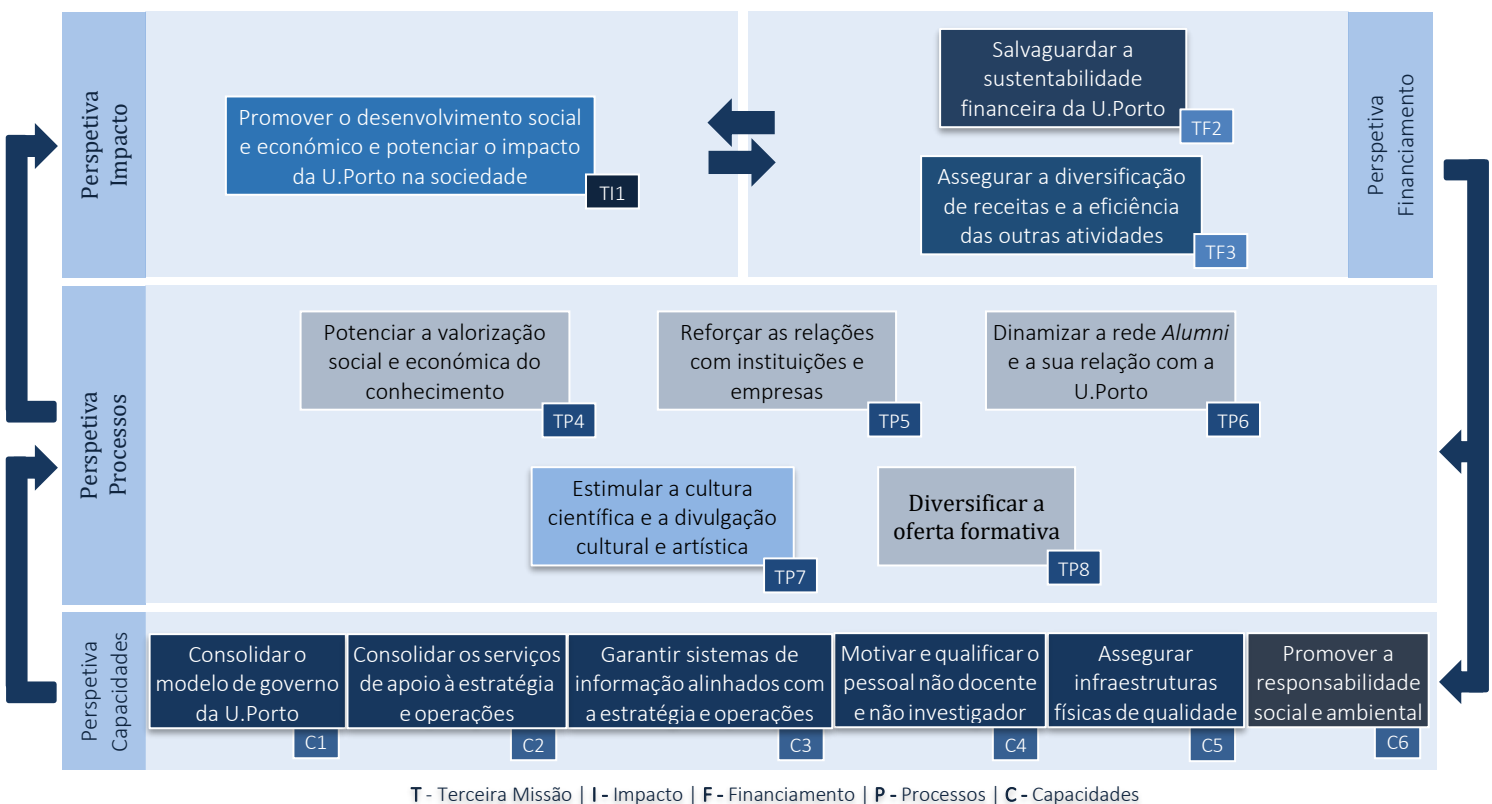 Perspetiva
Impacto
Promover o desenvolvimento social
e económico e potenciar o impacto
da U.Porto na sociedade
TI1
Salvaguardar a
sustentabilidade
financeira da U.Porto
TF2
Assegurar a diversificação
de receitas e a eficiência
das outras atividades
TF3
Perspetiva
Financiamento
Perspetiva
Processos
Potenciar a valorização
social e económica do
conhecimento
TP4
Reforçar as relações
com instituições e
empresas
TP5
Dinamizar a rede Alumni
e a sua relação com a
U.Porto
TP6
Estimular a cultura
científica e a divulgação
cultural e artística
TP7
Diversificar a
oferta formativa
TP8
Perspetiva
Capacidades
Consolidar o
modelo de governo
da U.Porto
C1
Consolidar os serviços
de apoio à estratégia
e operações
C2
Garantir sistemas de
informação alinhados com
a estratégia e operações
C3
Motivar e qualificar o
pessoal não docente
e não investigador
C4
Assegurar
infraestruturas
físicas de qualidade
C5
Promover a
responsabilidade
social e ambiental
C6
T - Terceira Missão | I - Impacto | F - Financiamento | P - Processos | C - Capacidades